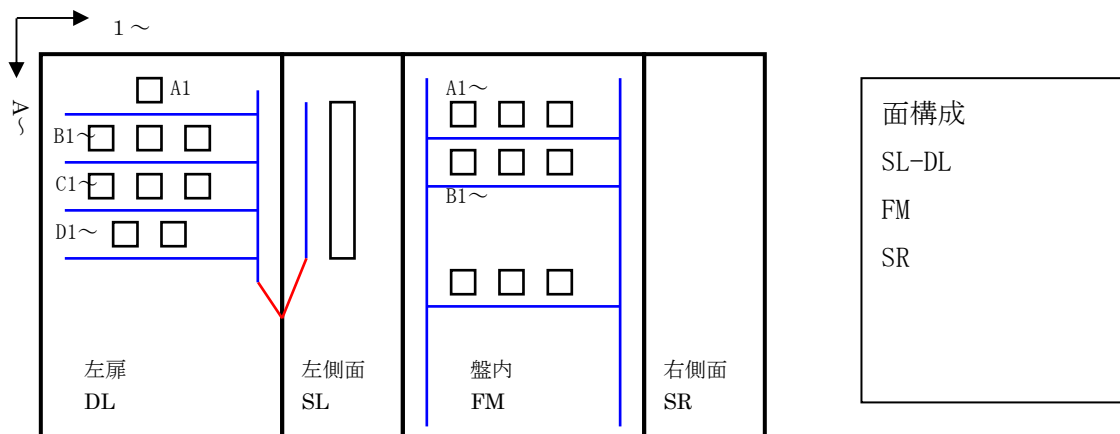 1～
A～
A1
B1～
C1～
D1～
A1～
B1～
左扉
DL
左側面
SL
盤内
FM
右側面
SR
面構成
SL-DL
FM
SR